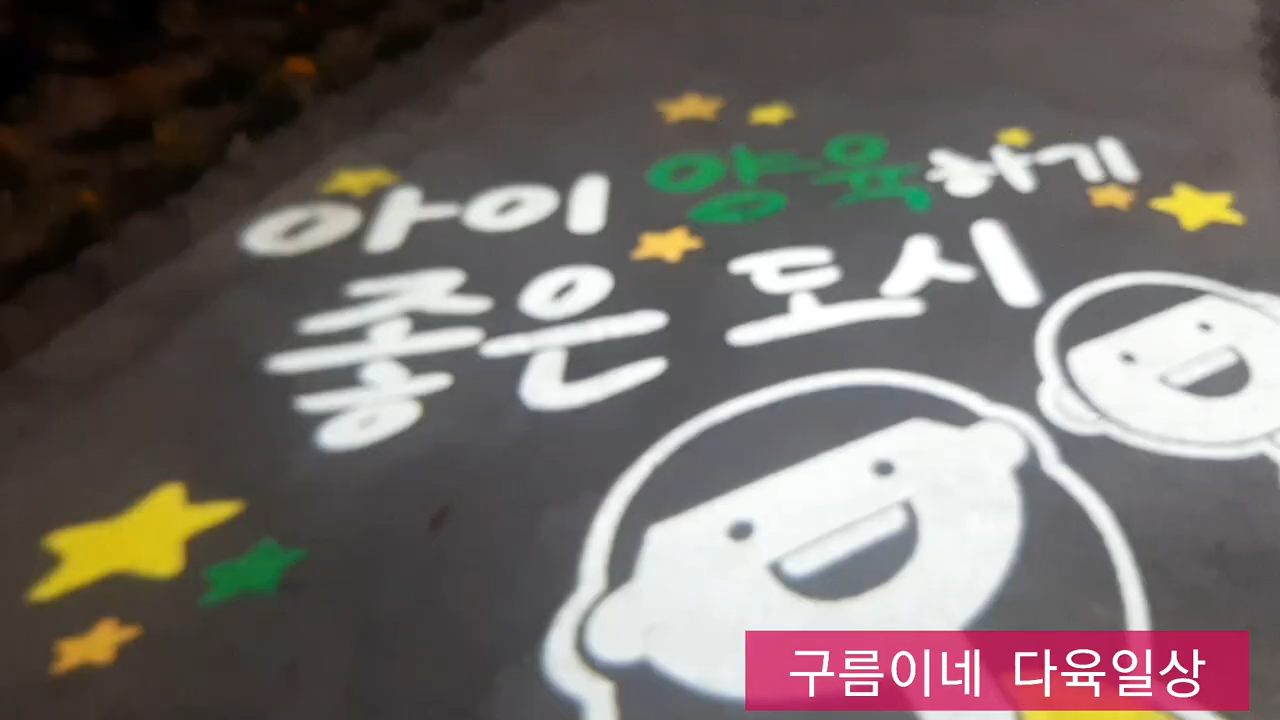 아이 양육하기
좋은 도시
구름이네 다육일상